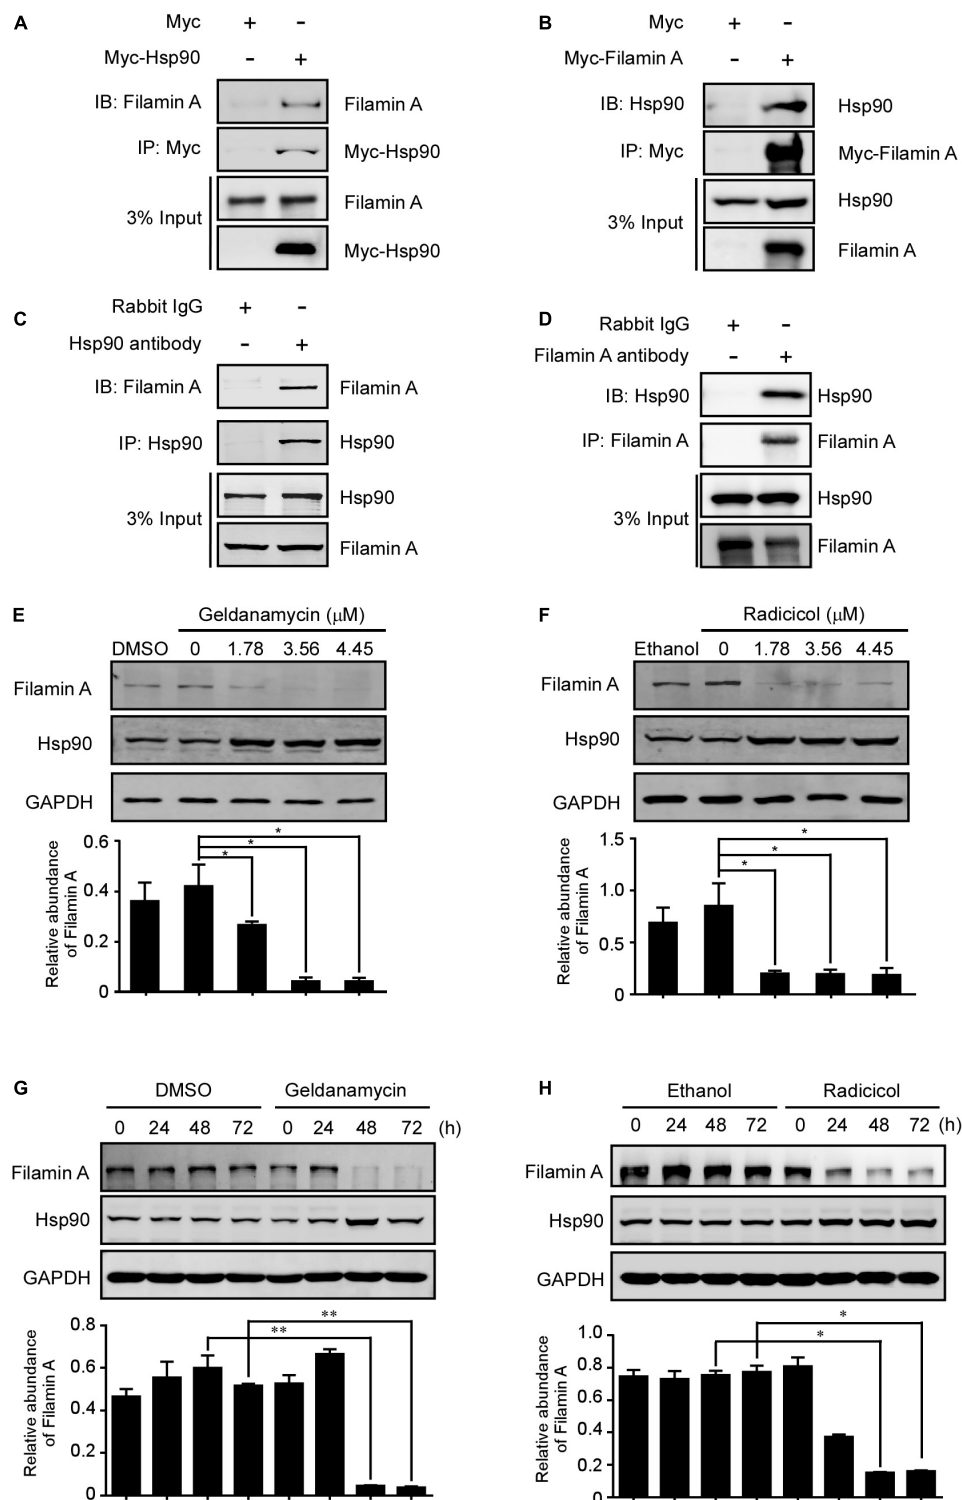 A
Myc + -
Myc-Hsp90 - +
IB: Filamin A Filamin A
IP: Myc Myc-Hsp90
3% Input
Filamin A
Myc-Hsp90
B
Myc + -
Myc-Filamin A - +
IB: Hsp90 Hsp90
IP: Myc Myc-Filamin A
3% Input
Hsp90
Filamin A
C
Rabbit IgG + -
Hsp90 antibody - +
IB: Filamin A Filamin A
IP: Hsp90 Hsp90
3% Input
Hsp90
Filamin A
D
Rabbit IgG + -
Filamin A antibody - +
IB: Hsp90 Hsp90
IP: Filamin A Filamin A
3% Input
Hsp90
Filamin A
E
Geldanamycin (μM)
DMSO 0 1.78 3.56 4.45
Filamin A
Hsp90
GAPDH
Relative abundance
of Filamin A
0.6
0.4
0.2
0
*
*
*
F
Radicicol (μM)
Ethanol 0 1.78 3.56 4.45
Filamin A
Hsp90
GAPDH
Relative abundance
of Filamin A
1.5
1.0
0.5
0
*
*
*
G
DMSO Geldanamycin
0 24 48 72 0 24 48 72 (h)
Filamin A
Hsp90
GAPDH
Relative abundance
of Filamin A
0.8
0.6
0.4
0.2
0
**
**
H
Ethanol Radicicol
0 24 48 72 0 24 48 72 (h)
Filamin A
Hsp90
GAPDH
Relative abundance
of Filamin A
1.0
0.8
0.6
0.4
0.2
0
*
*